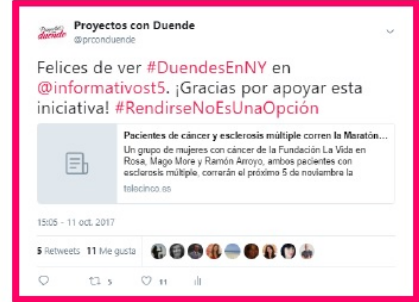 Proyectos con
duende
Proyectos con Duende
@prconduende
Felices de ver #DuendesEnNY en
@informativost5. ¡Gracias por apoyar esta
iniciativa! #RendirseNoEsUnaOpción
Pacientes de cáncer y esclerosis múltiple corren la Maratón...
Un grupo de mujeres con cáncer de la Fundación La Vida en
Rosa, Mago More y Ramón Arroyo, ambos pacientes con
esclerosis múltiple, correrán el próximo 5 de noviembre la
telecinco.es
15:05 - 11 oct. 2017
5 Retweets 11 Me gusta
5 11